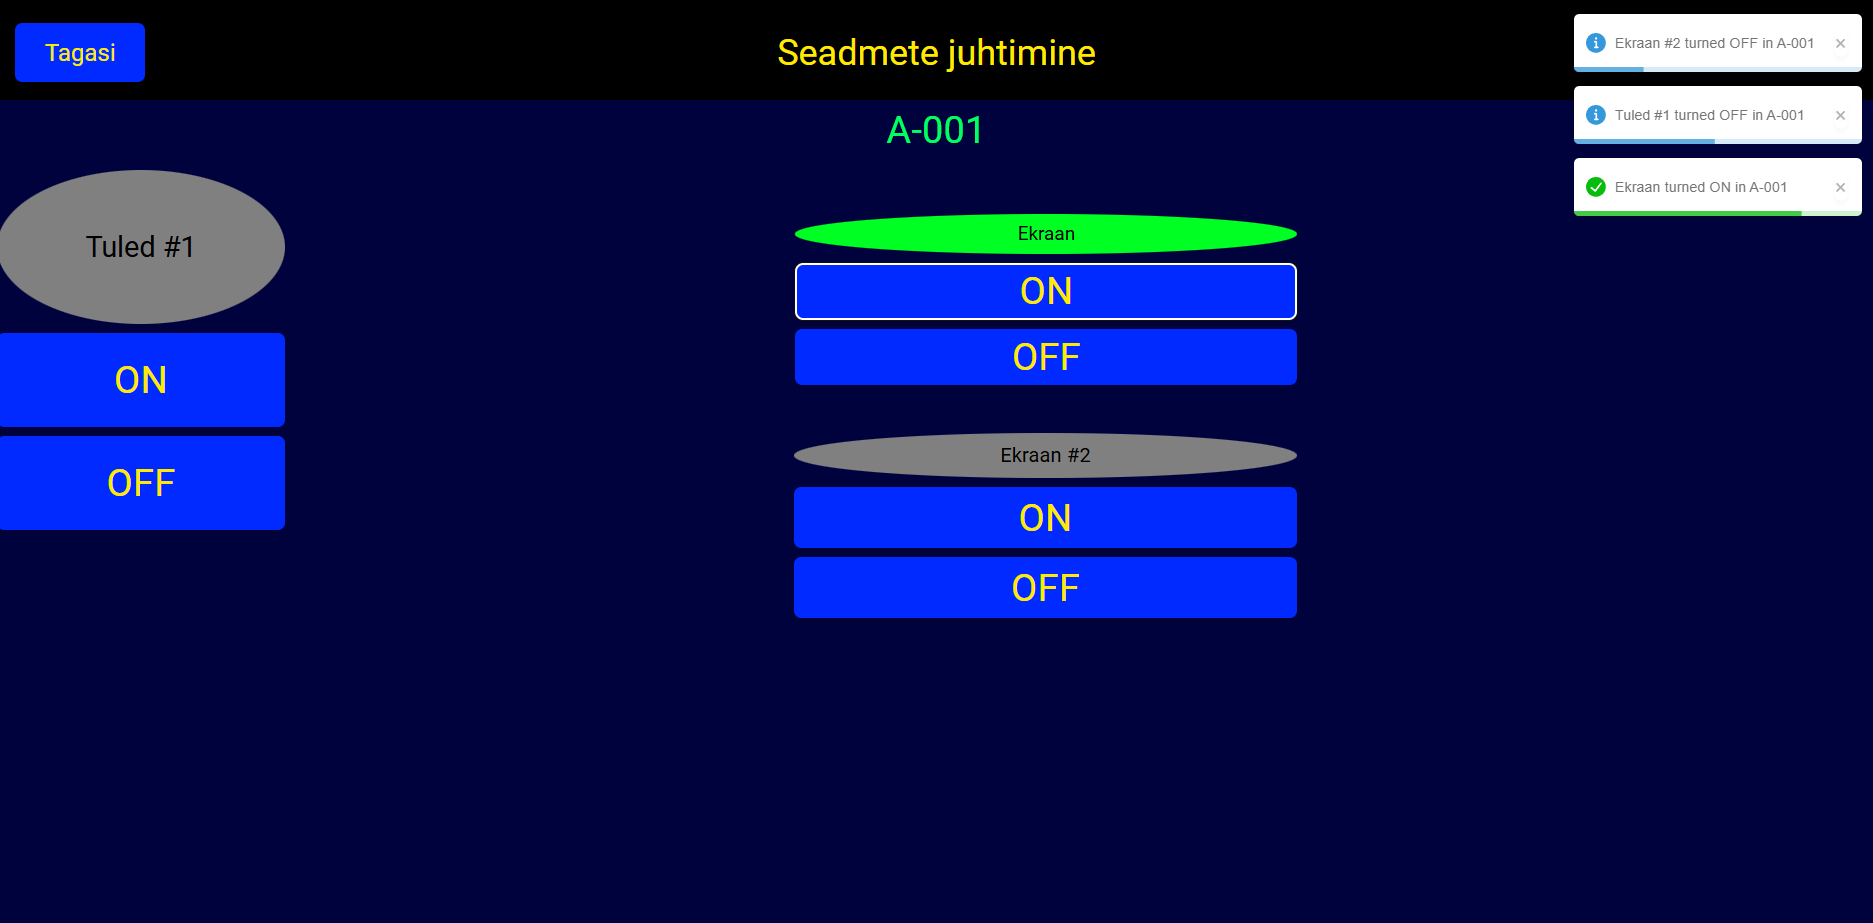 Tagasi
Seadmete juhtimine
A-001
Tuled #1
ON
OFF
Ekraan
ON
OFF
Ekraan #2
ON
OFF
Ekraan #2 turned OFF in A-001
Tuled #1 turned OFF in A-001
Ekraan turned ON in A-001